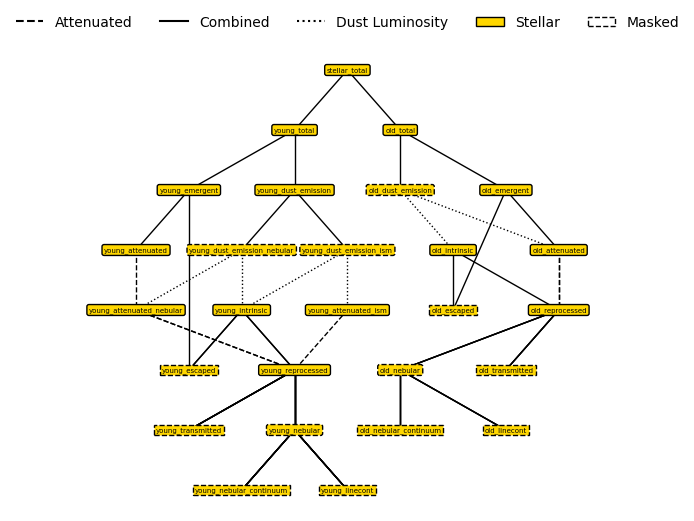 Attenuated Combined Dust Luminosity Stellar Masked
stellar_total
young_total old_total
young_emergent young_dust_emission old_dust_emission old_emergent
young_attenuated young_dust_emission_nebular young_dust_emission_ism old_intrinsic old_attenuated
young_attenuated_nebular young_intrinsic young_attenuated_ism old_escaped old_reprocessed
young_escaped young_reprocessed old_nebular old_transmitted
young_transmitted young_nebular old_nebular_continuum old_linecont
young_nebular_continuum young_linecont